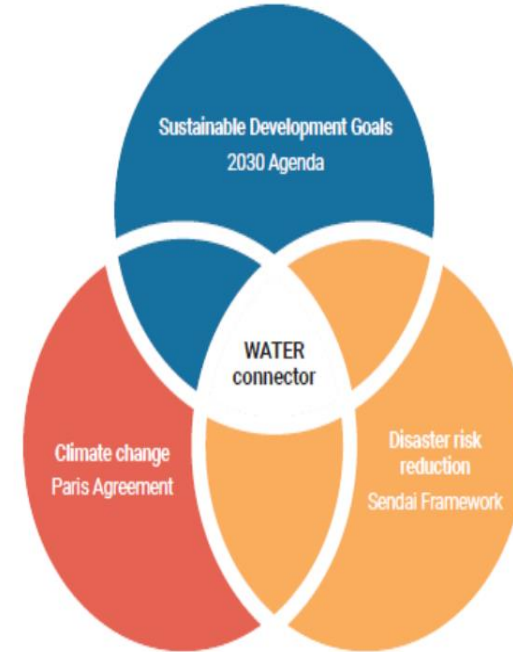 Sustainable Development Goals
2030 Agenda
WATER
connector
Climate change
Paris Agreement
Disaster risk
reduction
Sendai Framework